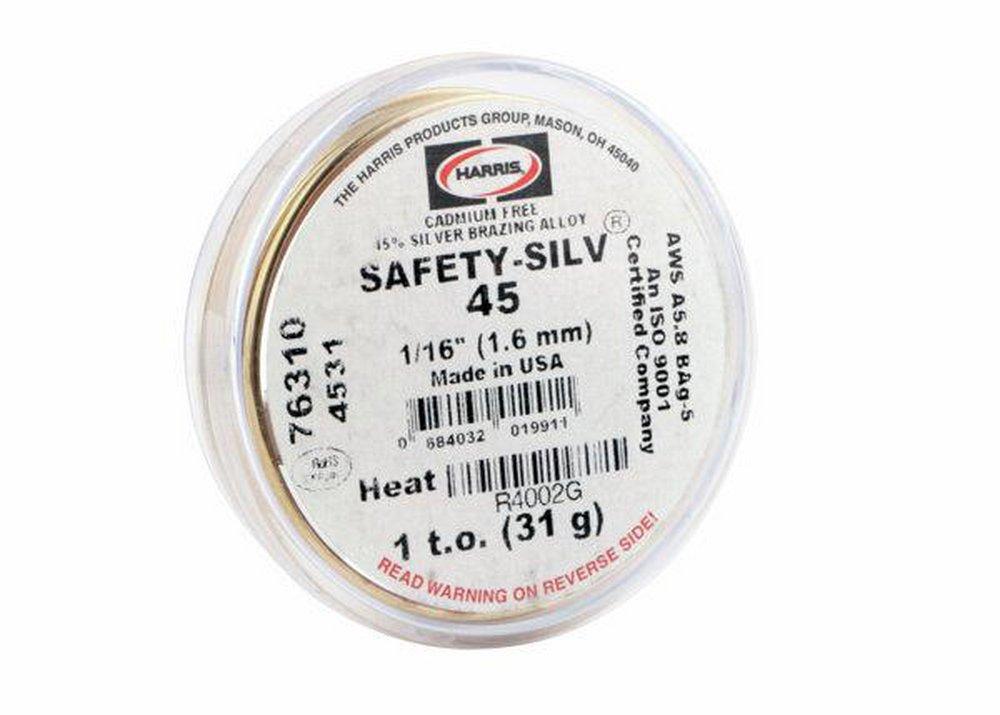 THE HARRIS PRODUCTS GROUP, MASON, OH 45040
HARRIS
CADMIUM FREE
45% SILVER BRAZING ALLOY
SAFETY-SILV ®
45
1/16" (1.6 mm)
Made in USA
0 684032 019911
Heat
R4002G
1 t.o. (31 g)
READ WARNING ON REVERSE SIDE!
76310
4531
RoHS
AWS A5.8 BAg-5
An ISO 9001
Certified Company